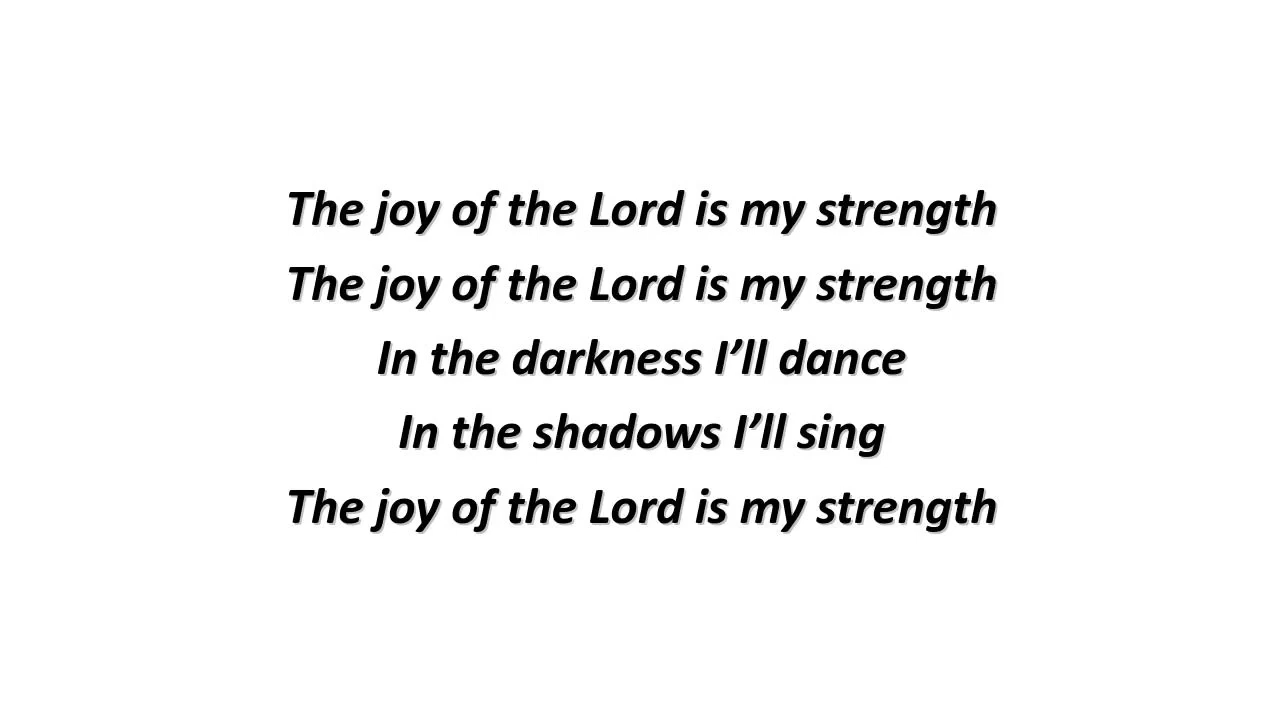 The joy of the Lord is my strength
The joy of the Lord is my strength
In the darkness I’ll dance
In the shadows I’ll sing
The joy of the Lord is my strength